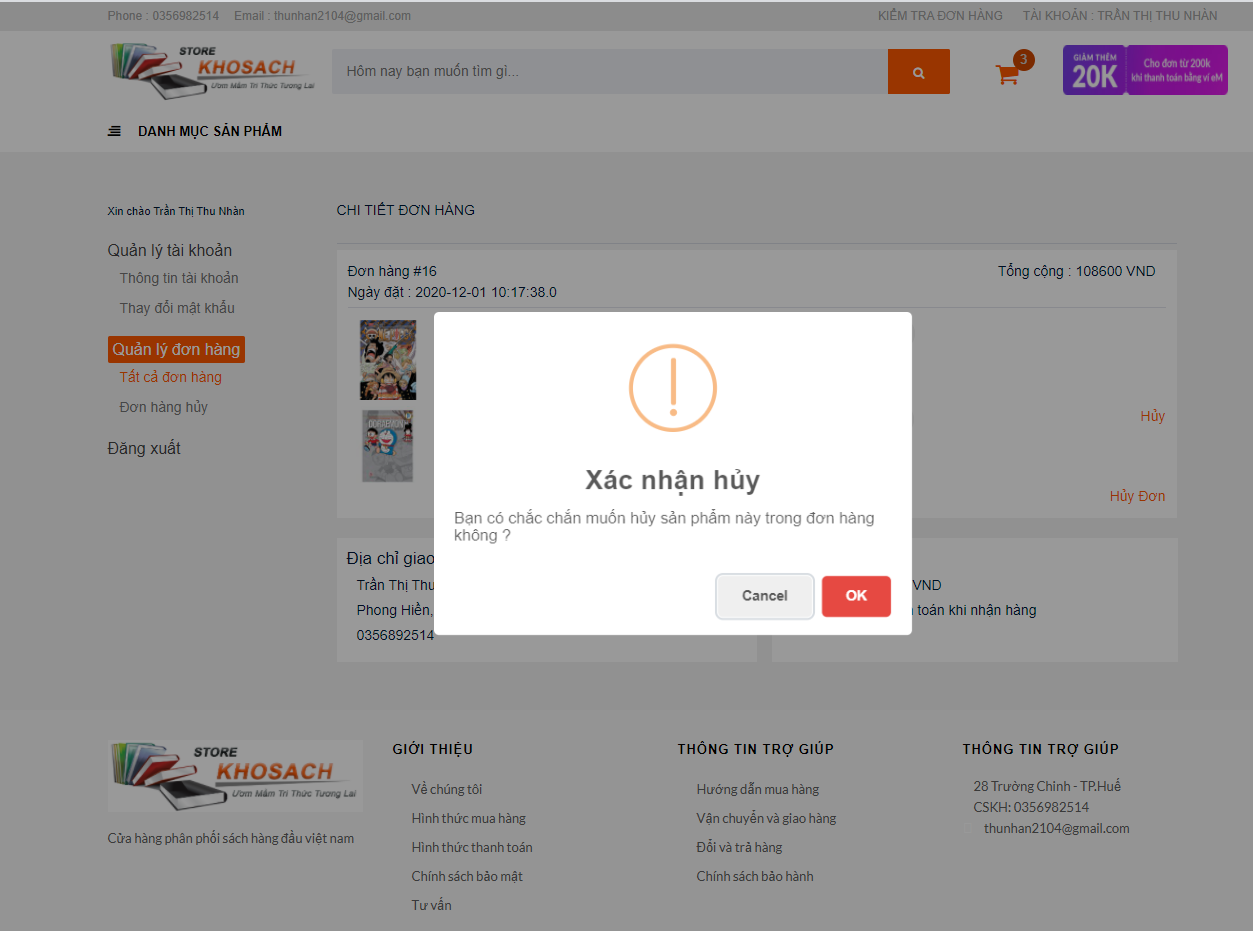 Phone : 0356982514 Email : thunhan2104@gmail.com KIỂM TRA ĐƠN HÀNG TÀI KHOẢN : TRẦN THỊ THU NHÀN
STORE
KHOSACH
Ươm Mầm Tri Thức Tương Lai
Hôm nay bạn muốn tìm gì...
3
GIẢM THÊM
20K
Cho đơn từ 200k
khi thanh toán bằng ví eM
DANH MỤC SẢN PHẨM
Xin chào Trần Thị Thu Nhàn
CHI TIẾT ĐƠN HÀNG
Quản lý tài khoản
Thông tin tài khoản
Thay đổi mật khẩu
Quản lý đơn hàng
Tất cả đơn hàng
Đơn hàng hủy
Đăng xuất
Đơn hàng #16 Tổng cộng : 108600 VND
Ngày đặt : 2020-12-01 10:17:38.0
DORAEMON
Hủy
Hủy Đơn
Xác nhận hủy
Bạn có chắc chắn muốn hủy sản phẩm này trong đơn hàng
không ?
Cancel OK
Địa chỉ giao
Trần Thị Thu
Phong Hiền,
0356892514
VND
toán khi nhận hàng
STORE
KHOSACH
Ươm Mầm Tri Thức Tương Lai
Cửa hàng phân phối sách hàng đầu việt nam
GIỚI THIỆU
Về chúng tôi
Hình thức mua hàng
Hình thức thanh toán
Chính sách bảo mật
Tư vấn
THÔNG TIN TRỢ GIÚP
Hướng dẫn mua hàng
Vận chuyển và giao hàng
Đổi và trả hàng
Chính sách bảo hành
THÔNG TIN TRỢ GIÚP
28 Trường Chinh - TP.Huế
CSKH: 0356982514
thunhan2104@gmail.com